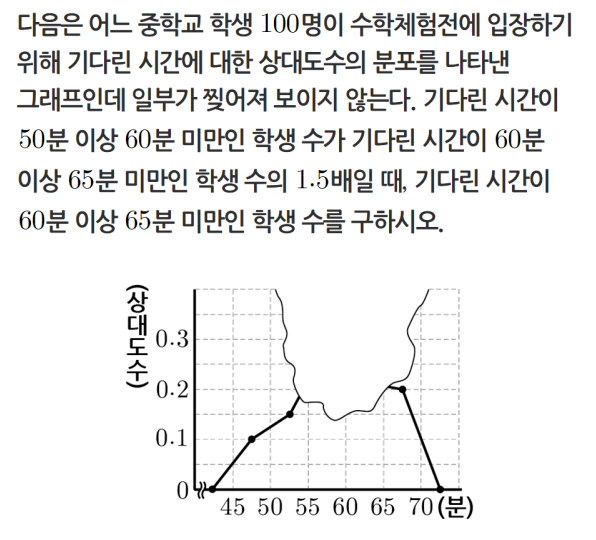 다음은 어느 중학교 학생 100명이 수학체험전에 입장하기
위해 기다린 시간에 대한 상대도수의 분포를 나타낸
그래프인데 일부가 찢어져 보이지 않는다. 기다린 시간이
50분 이상 60분 미만인 학생 수가 기다린 시간이 60분
이상 65분 미만인 학생 수의 1.5배일 때, 기다린 시간이
60분 이상 65분 미만인 학생 수를 구하시오.
(상대도수)
0.3
0.2
0.1
0
45 50 55 60 65 70(분)